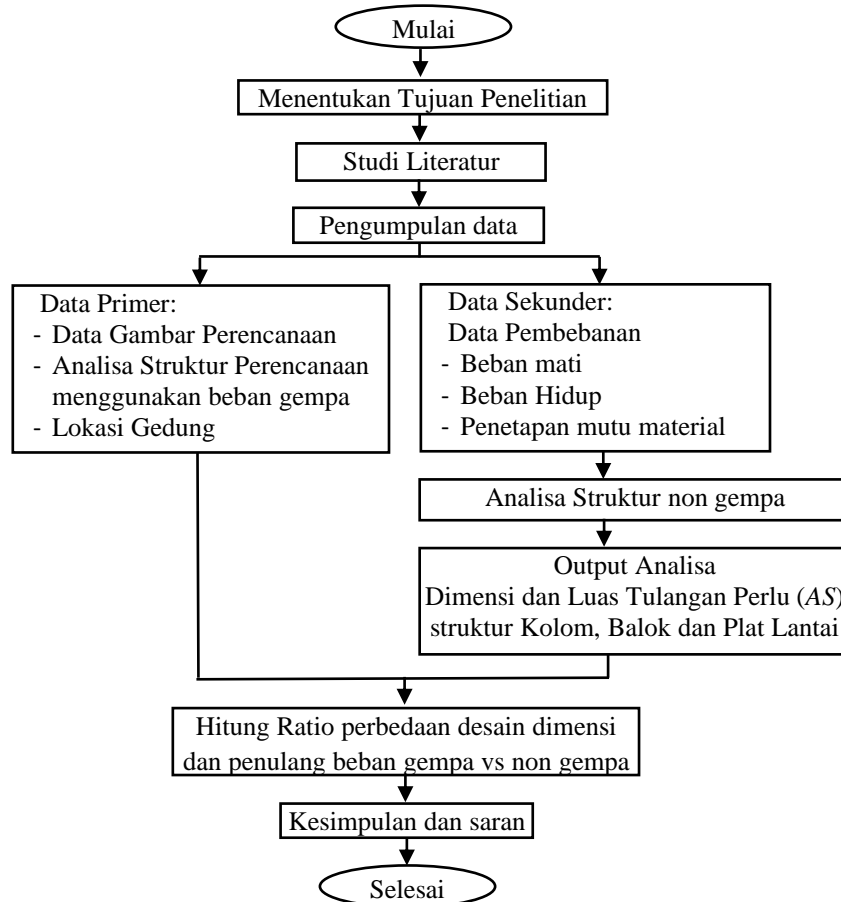 Mulai
Menentukan Tujuan Penelitian
Studi Literatur
Pengumpulan data
Data Primer:
- Data Gambar Perencanaan
- Analisa Struktur Perencanaan
menggunakan beban gempa
- Lokasi Gedung
Data Sekunder:
Data Pembebanan
- Beban mati
- Beban Hidup
- Penetapan mutu material
Analisa Struktur non gempa
Output Analisa
Dimensi dan Luas Tulangan Perlu (AS)
struktur Kolom, Balok dan Plat Lantai
Hitung Ratio perbedaan desain dimensi
dan penulang beban gempa vs non gempa
Kesimpulan dan saran
Selesai